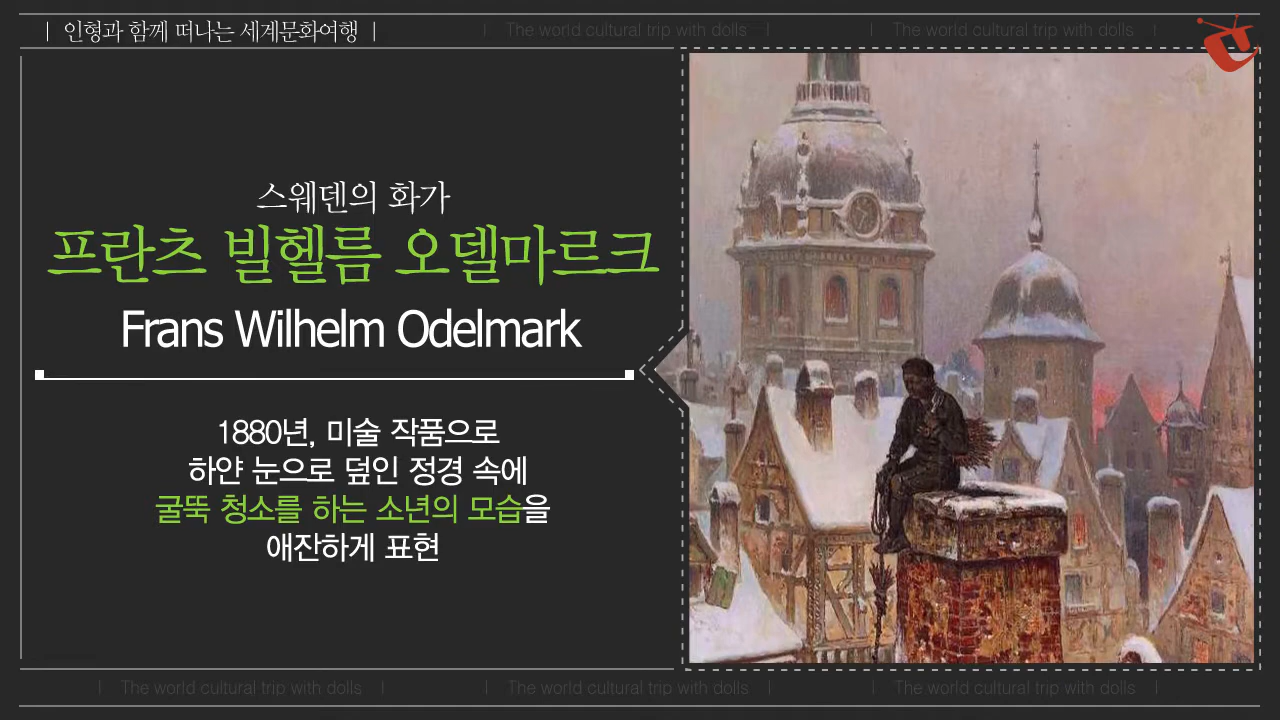 | 인형과 함께 떠나는 세계문화여행 |
| The world cultural trip with dolls |
| The world cultural trip with dolls |
스웨덴의 화가
프란츠 빌헬름 오델마르크
Frans Wilhelm Odelmark
1880년, 미술 작품으로
하얀 눈으로 덮인 정경 속에
굴뚝 청소를 하는 소년의 모습을
애잔하게 표현
| The world cultural trip with dolls |
| The world cultural trip with dolls |
| The world cultural trip with dolls |